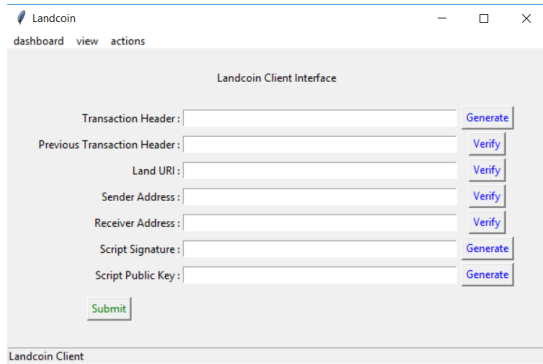 Landcoin
dashboard view actions
Landcoin Client Interface
Transaction Header : Generate
Previous Transaction Header : Verify
Land URI : Verify
Sender Address : Verify
Receiver Address : Verify
Script Signature : Generate
Script Public Key : Generate
Submit
Landcoin Client